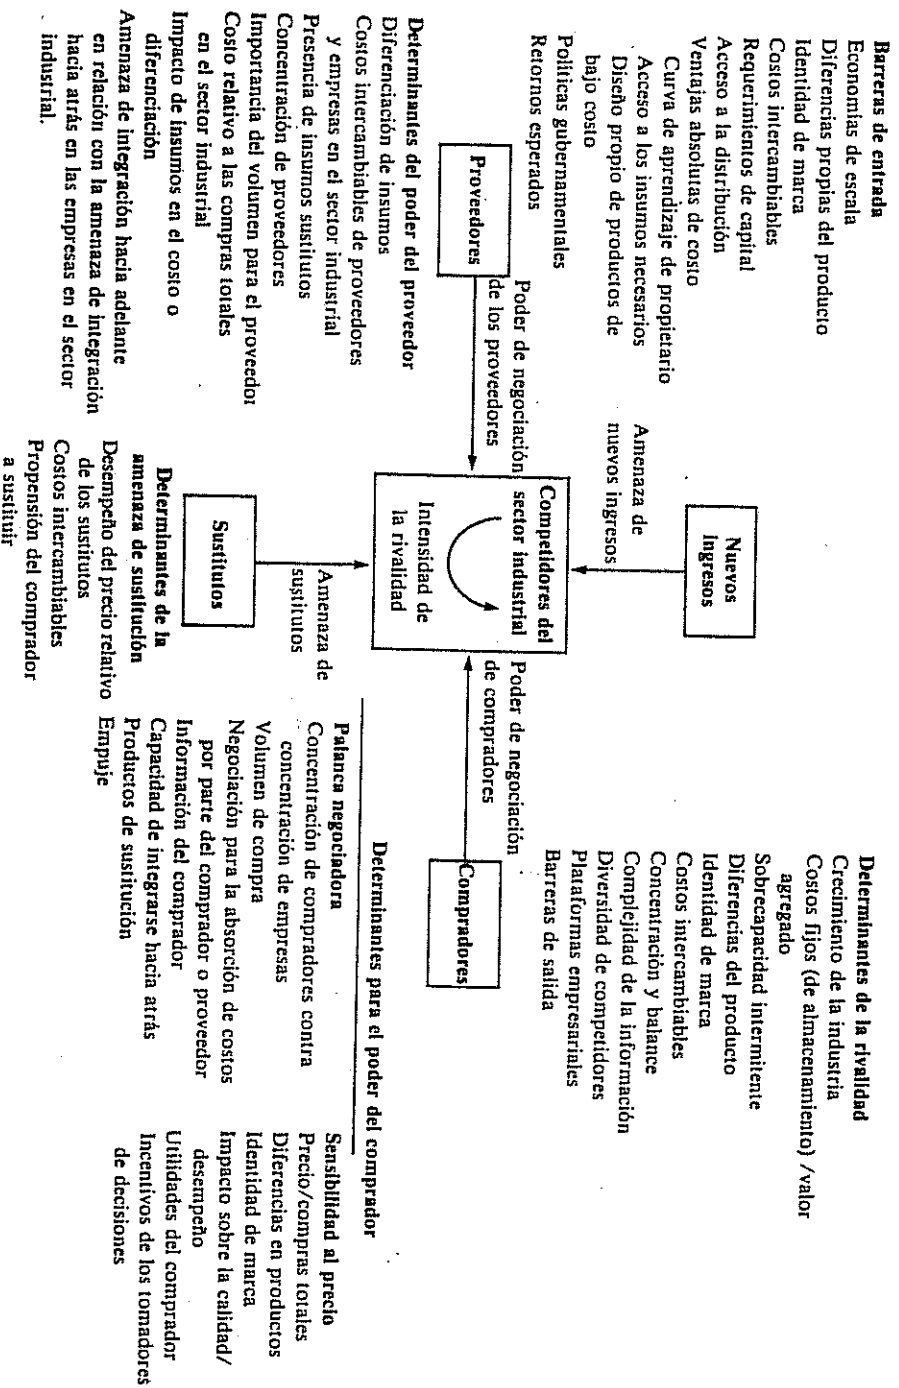 Barreras de entrada
Economías de escala
Diferencias propias del producto
Identidad de marca
Costos intercambiables
Requerimientos de capital
Acceso a la distribución
Ventajas absolutas de costo
Curva de aprendizaje de propietario
Acceso a los insumos necesarios
Diseño propio de productos de
bajo costo
Políticas gubernamentales
Retornos esperados
Nuevos
ingresos
Amenaza de
nuevos ingresos
Determinantes de la rivalidad
Crecimiento de la industria
Costos fijos (de almacenamiento) /valor
agregado
Sobrecapacidad intermitente
Diferencias del producto
Identidad de marca
Costos intercambiables
Concentración y balance
Complejidad de la información
Diversidad de competidores
Plataformas empresariales
Barreras de salida
Proveedores
Poder de negociación
de los proveedores
Competidores del
sector industrial
Intensidad de
la rivalidad
Poder de negociación
de compradores
Compradores
Determinantes del poder del proveedor
Diferenciación de insumos
Costos intercambiables de proveedores
y empresas en el sector industrial
Presencia de insumos sustitutos
Concentración de proveedores
Importancia del volumen para el proveedor
Costo relativo a las compras totales
en el sector industrial
Impacto de insumos en el costo o
diferenciación
Amenaza de integración hacia adelante
en relación con la amenaza de integración
hacia atrás en las empresas en el sector
industrial.
Amenaza de
sustitutos
Sustitutos
Determinantes de la
amenaza de sustitución
Desempeño del precio relativo
de los sustitutos
Costos intercambiables
Propensión del comprador
a sustituir
Determinantes para el poder del comprador
Palanca negociadora
Concentración de compradores contra
concentración de empresas
Volumen de compra
Negociación para la absorción de costos
por parte del comprador o proveedor
Información del comprador
Capacidad de integrarse hacia atrás
Productos de sustitución
Empuje
Sensibilidad al precio
Precio/compras totales
Diferencias en productos
Identidad de marca
Impacto sobre la calidad/
desempeño
Utilidades del comprador
Incentivos de los tomadores
de decisiones